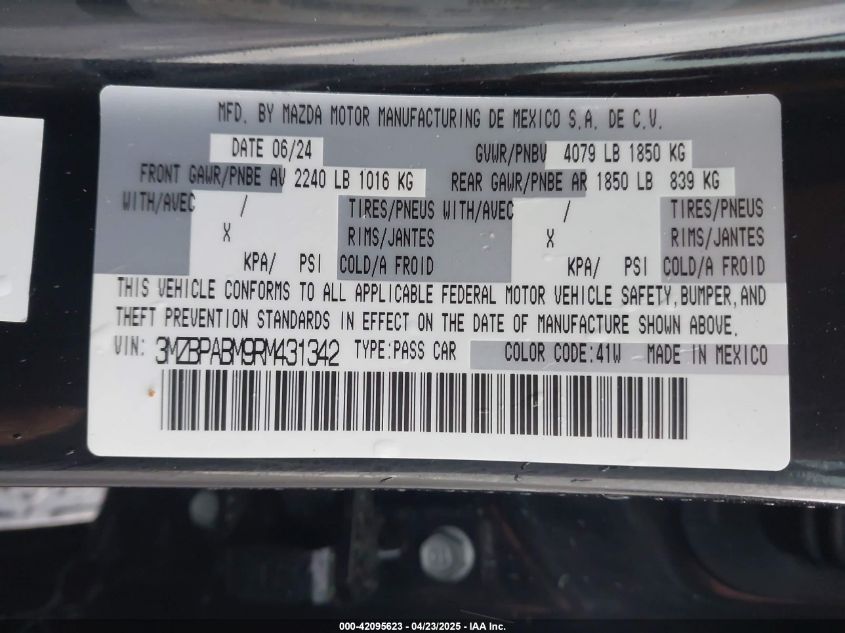 MFD. BY MAZDA MOTOR MANUFACTURING DE MEXICO S.A. DE C.V.
DATE 06/24 GVWR/PNBV 4079 LB 1850 KG
FRONT GAWR/PNBE AV 2240 LB 1016 KG REAR GAWR/PNBE AR 1850 LB 839 KG
WITH/AVEC / TIRES/PNEUS WITH/AVEC / TIRES/PNEUS
X RIMS/JANTES X RIMS/JANTES
KPA/ PSI COLD/A FROID KPA/ PSI COLD/A FROID
THIS VEHICLE CONFORMS TO ALL APPLICABLE FEDERAL MOTOR VEHICLE SAFETY, BUMPER, AND
THEFT PREVENTION STANDARDS IN EFFECT ON THE DATE OF MANUFACTURE SHOWN ABOVE.
VIN: 3MZBPABM9RM431342 TYPE:PASS CAR COLOR CODE:41W MADE IN MEXICO
000-42095623 / 04/23/2025 - IAA Inc.